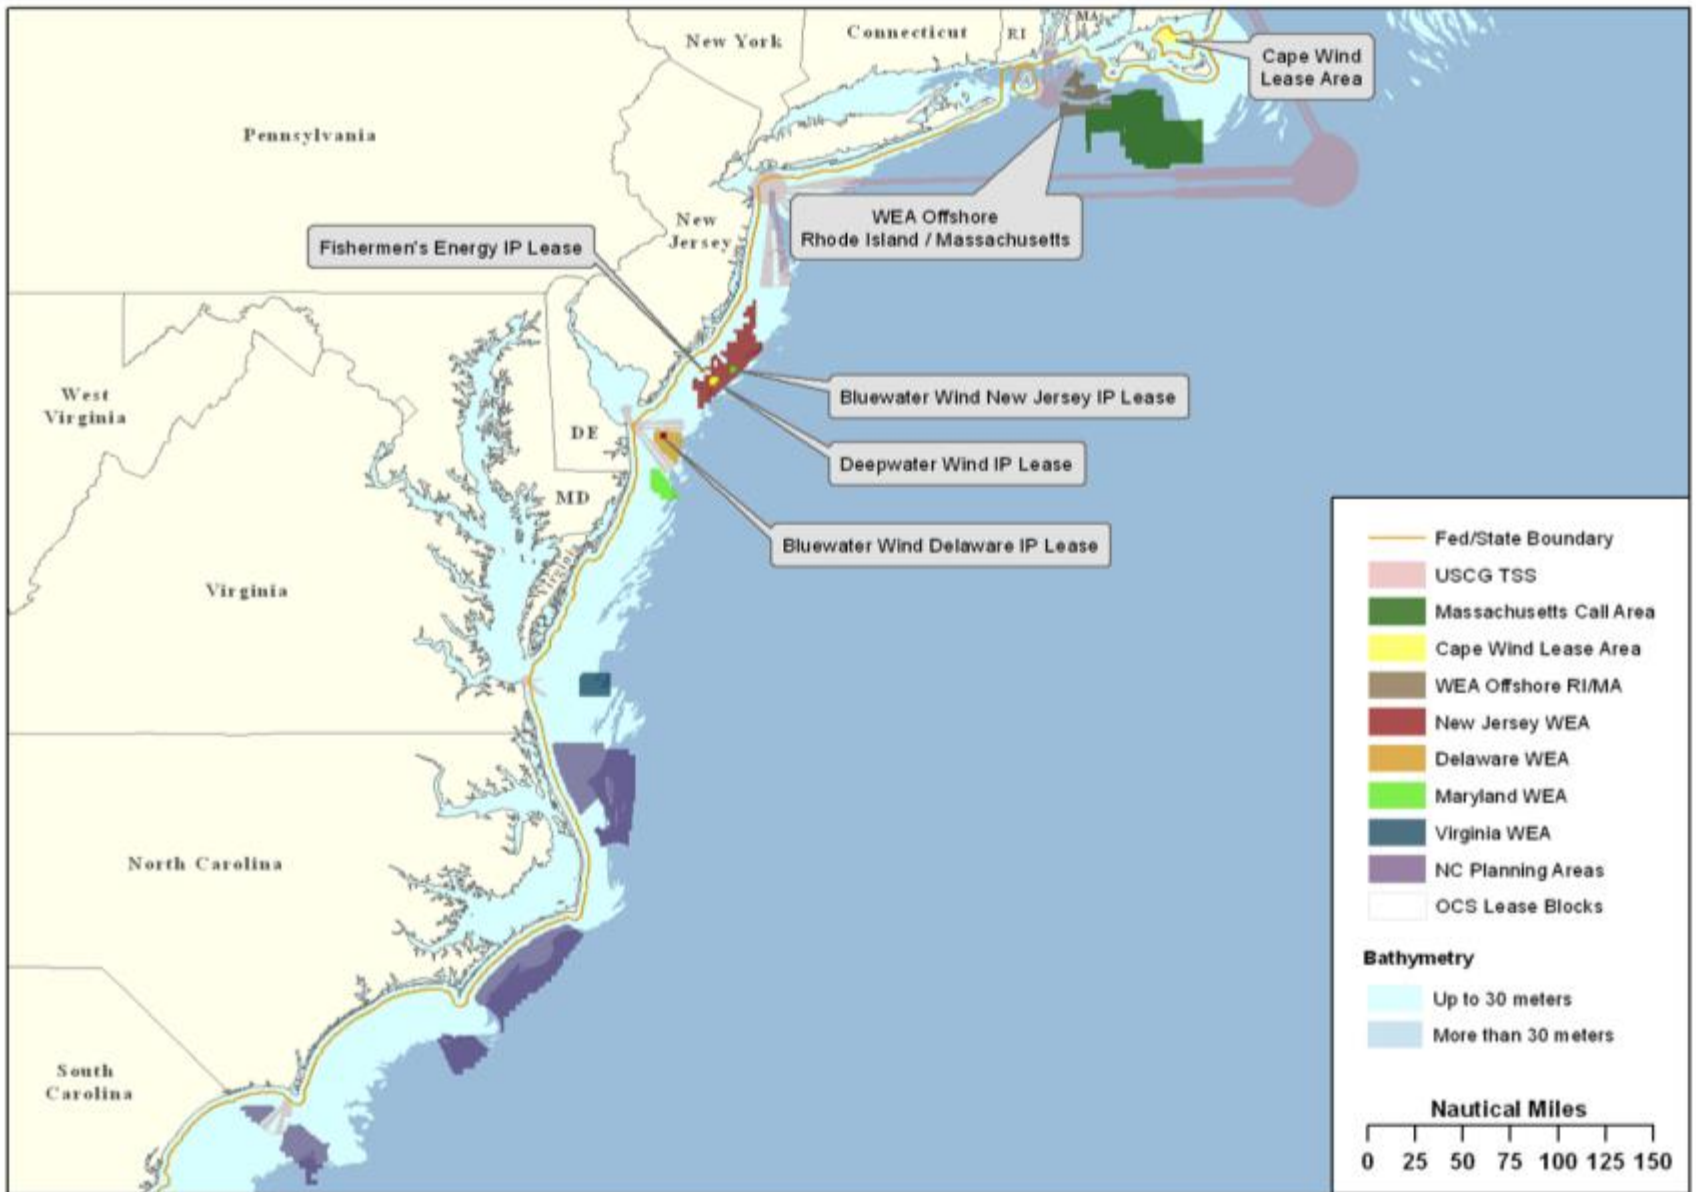 New York
Connecticut
RI
MA
Cape Wind
Lease Area
Pennsylvania
New
Jersey
WEA Offshore
Rhode Island / Massachusetts
Fishermen's Energy IP Lease
West
Virginia
Bluewater Wind New Jersey IP Lease
DE
Deepwater Wind IP Lease
MD
Bluewater Wind Delaware IP Lease
Virginia
Virginia
North Carolina
South
Carolina
Fed/State Boundary
USCG TSS
Massachusetts Call Area
Cape Wind Lease Area
WEA Offshore RI/MA
New Jersey WEA
Delaware WEA
Maryland WEA
Virginia WEA
NC Planning Areas
OCS Lease Blocks
Bathymetry
Up to 30 meters
More than 30 meters
Nautical Miles
0 25 50 75 100 125 150